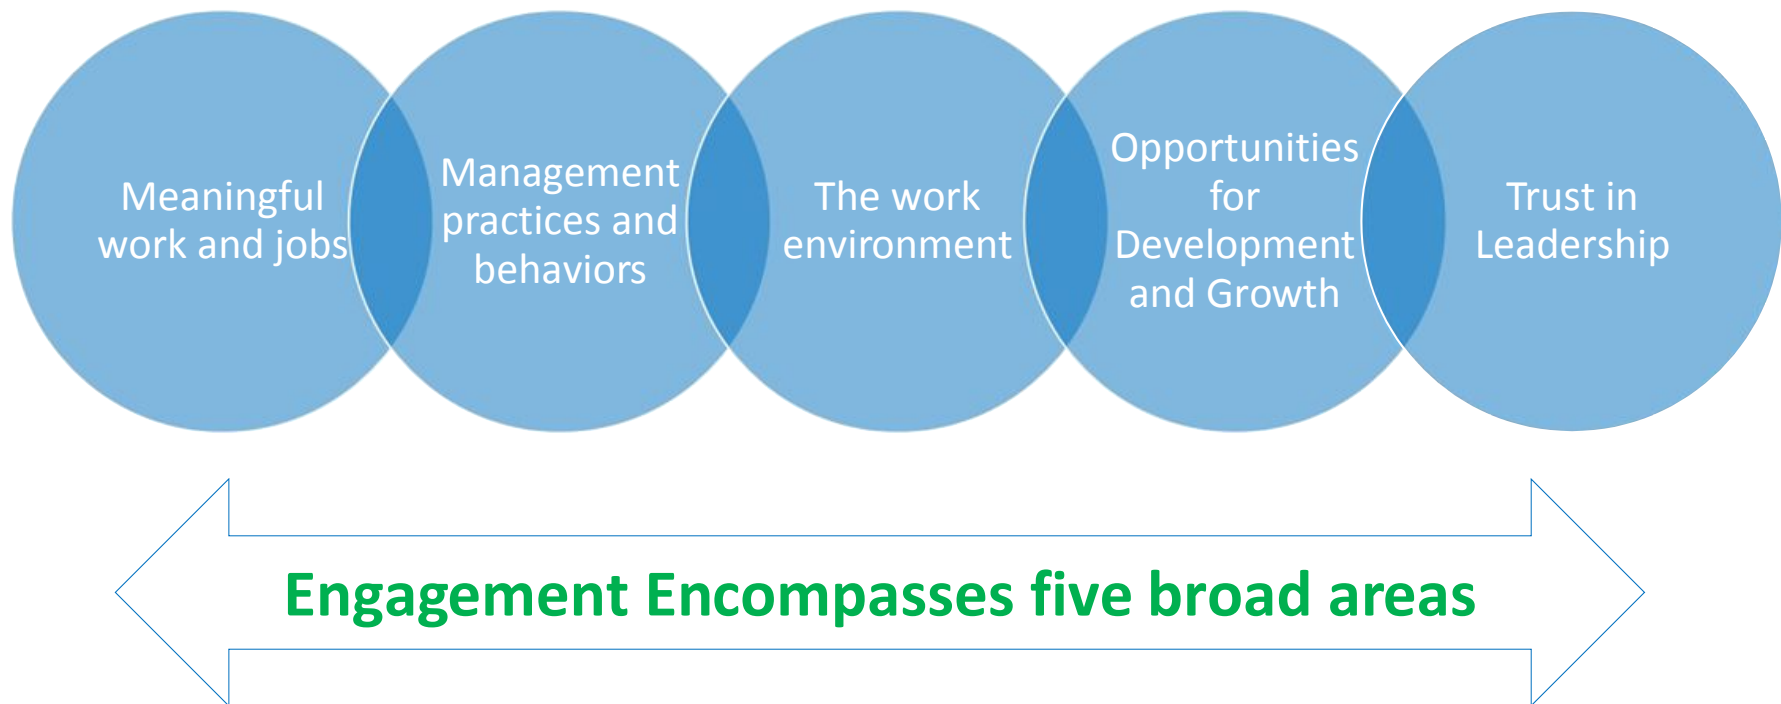 Meaningful
work and jobs
Management
practices and
behaviors
The work
environment
Opportunities
for
Development
and Growth
Trust in
Leadership
Engagement Encompasses five broad areas